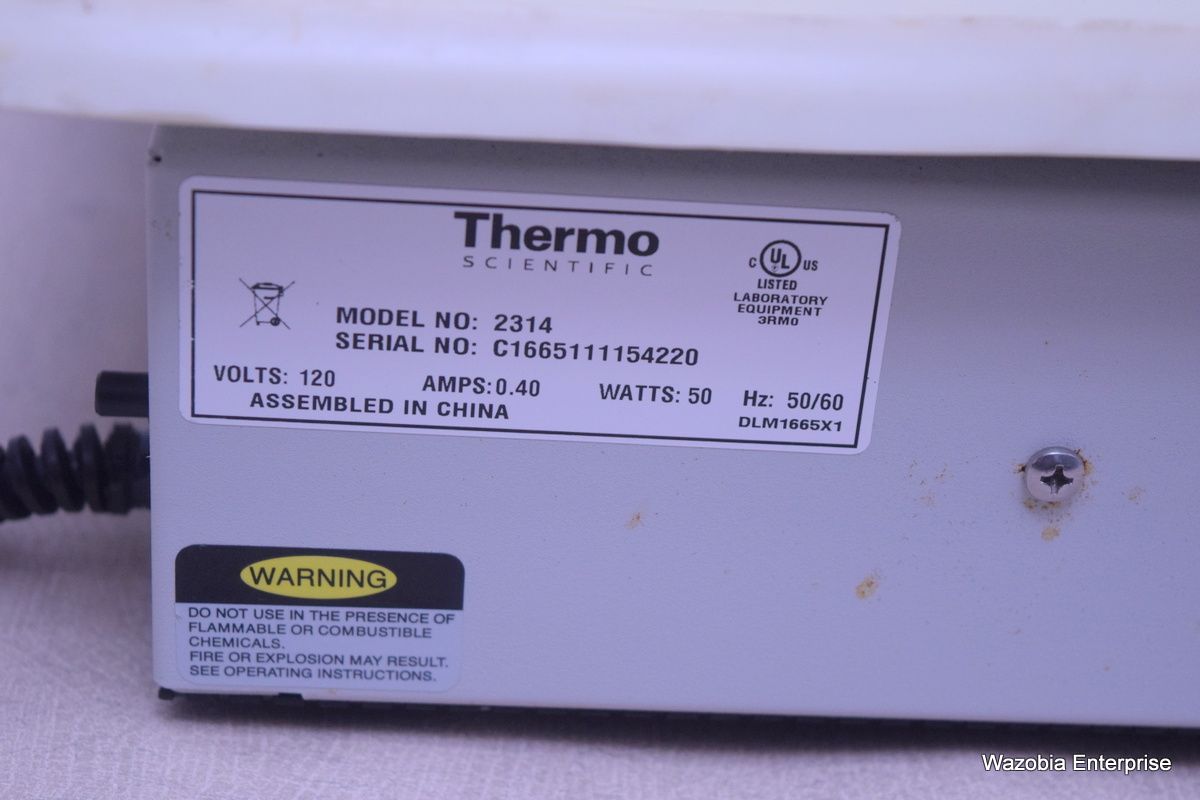 Thermo
SCIENTIFIC
C UL US
LISTED
LABORATORY
EQUIPMENT
3RM0
MODEL NO: 2314
SERIAL NO: C1665111154220
VOLTS: 120 AMPS: 0.40 WATTS: 50 Hz: 50/60
ASSEMBLED IN CHINA DLM1665X1
WARNING
DO NOT USE IN THE PRESENCE OF
FLAMMABLE OR COMBUSTIBLE
CHEMICALS.
FIRE OR EXPLOSION MAY RESULT.
SEE OPERATING INSTRUCTIONS.
Wazobia Enterprise